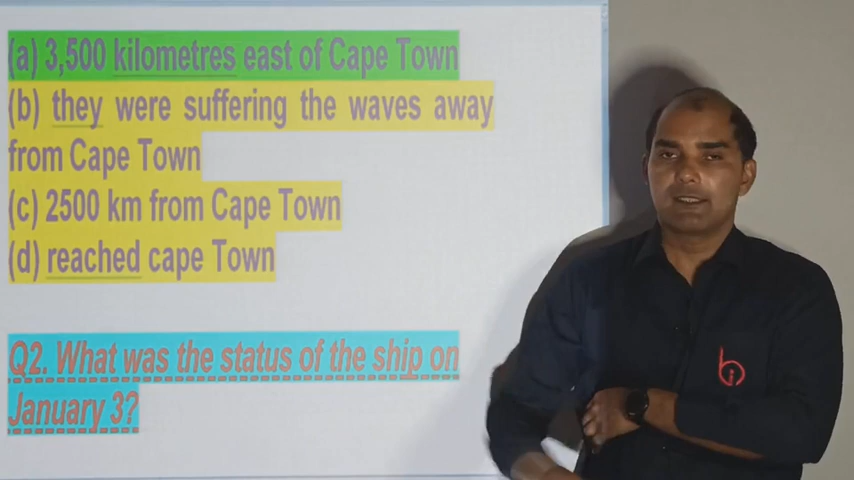 (a) 3,500 kilometres east of Cape Town
(b) they were suffering the waves away
from Cape Town
(c) 2500 km from Cape Town
(d) reached cape Town
Q2. What was the status of the ship on
January 3?